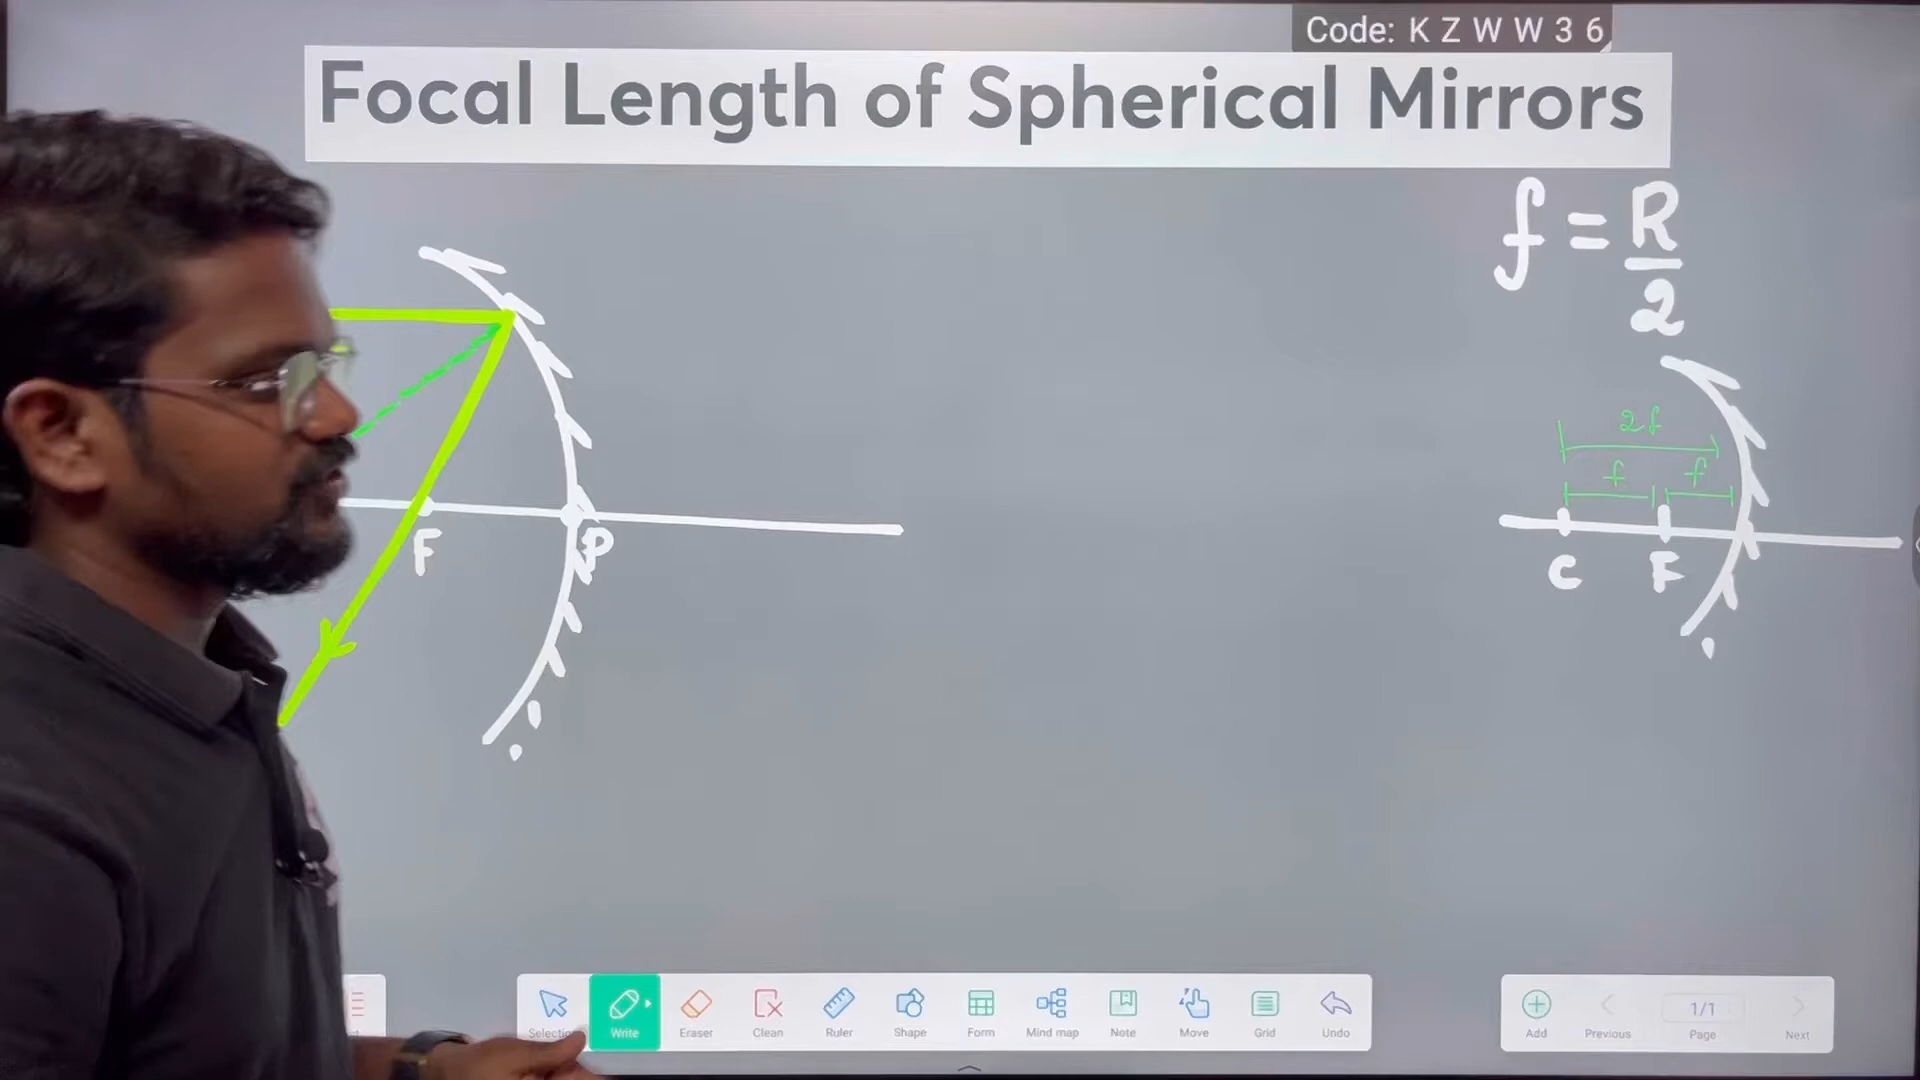 Code: K Z W W 3 6
Focal Length of Spherical Mirrors
f = R/2
2f
f f
C F
F P
Write
Eraser
Clean
Ruler
Shape
Form
Mind map
Note
Move
Grid
Undo
Add
Previous
1/1
Page
Next